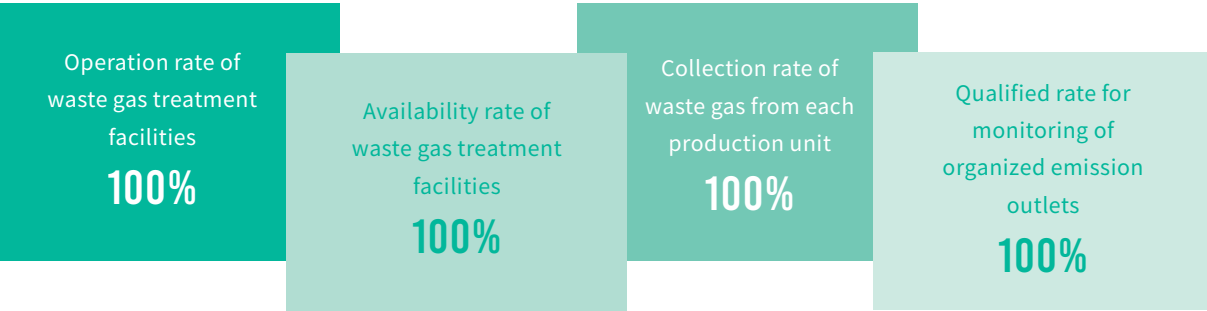 Operation rate of
waste gas treatment
facilities
100%
Availability rate of
waste gas treatment
facilities
100%
Collection rate of
waste gas from each
production unit
100%
Qualified rate for
monitoring of
organized emission
outlets
100%